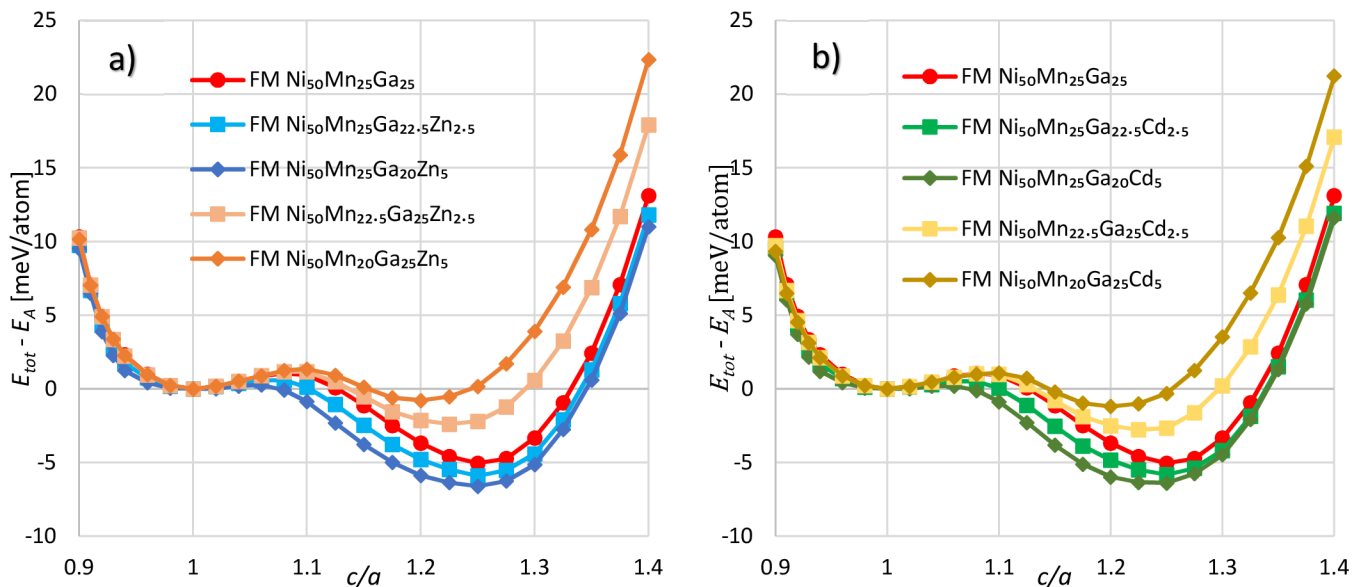 a)
FM Ni₅₀Mn₂₅Ga₂₅
FM Ni₅₀Mn₂₅Ga₂₂.₅Zn₂.₅
FM Ni₅₀Mn₂₅Ga₂₀Zn₅
FM Ni₅₀Mn₂₂.₅Ga₂₅Zn₂.₅
FM Ni₅₀Mn₂₀Ga₂₅Zn₅
E_tot - E_A [meV/atom]
25
20
15
10
5
0
-5
-10
0.9 1 1.1 1.2 1.3 1.4
c/a
b)
FM Ni₅₀Mn₂₅Ga₂₅
FM Ni₅₀Mn₂₅Ga₂₂.₅Cd₂.₅
FM Ni₅₀Mn₂₅Ga₂₀Cd₅
FM Ni₅₀Mn₂₂.₅Ga₂₅Cd₂.₅
FM Ni₅₀Mn₂₀Ga₂₅Cd₅
E_tot - E_A [meV/atom]
25
20
15
10
5
0
-5
-10
0.9 1 1.1 1.2 1.3 1.4
c/a